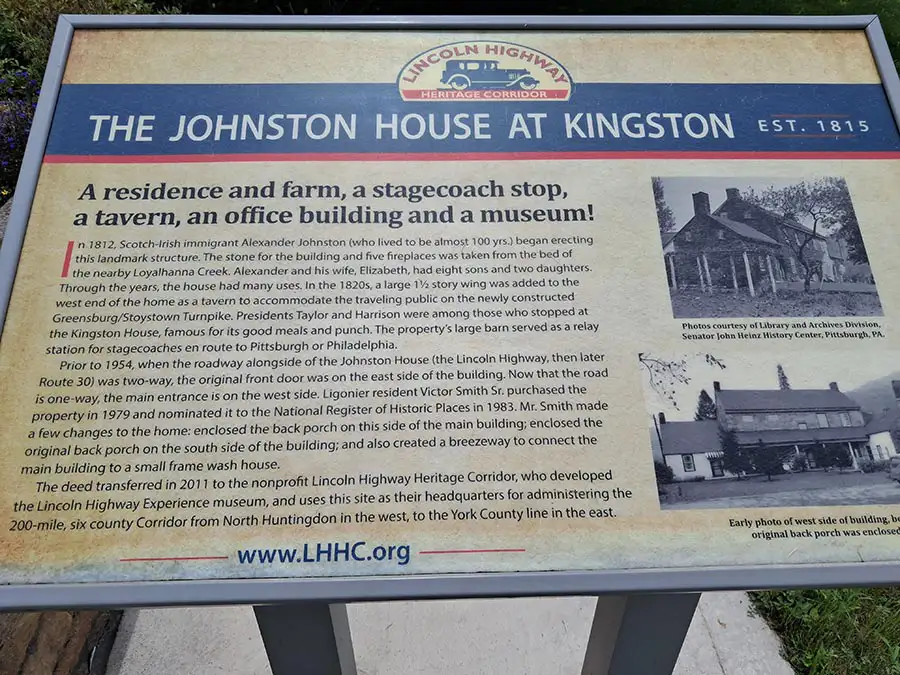 LINCOLN HIGHWAY
HERITAGE CORRIDOR
THE JOHNSTON HOUSE AT KINGSTON EST. 1815
A residence and farm, a stagecoach stop,
a tavern, an office building and a museum!
In 1812, Scotch-Irish immigrant Alexander Johnston (who lived to be almost 100 yrs.) began erecting
this landmark structure. The stone for the building and five fireplaces was taken from the bed of
the nearby Loyalhanna Creek. Alexander and his wife, Elizabeth, had eight sons and two daughters.
Through the years, the house had many uses. In the 1820s, a large 1½ story wing was added to the
west end of the home as a tavern to accommodate the traveling public on the newly constructed
Greensburg/Stoystown Turnpike. Presidents Taylor and Harrison were among those who stopped at
the Kingston House, famous for its good meals and punch. The property's large barn served as a relay
station for stagecoaches en route to Pittsburgh or Philadelphia.
Prior to 1954, when the roadway alongside of the Johnston House (the Lincoln Highway, then later
Route 30) was two-way, the original front door was on the east side of the building. Now that the road
is one-way, the main entrance is on the west side. Ligonier resident Victor Smith Sr. purchased the
property in 1979 and nominated it to the National Register of Historic Places in 1983. Mr. Smith made
a few changes to the home: enclosed the back porch on this side of the main building; enclosed the
original back porch on the south side of the building; and also created a breezeway to connect the
main building to a small frame wash house.
The deed transferred in 2011 to the nonprofit Lincoln Highway Heritage Corridor, who developed
the Lincoln Highway Experience museum, and uses this site as their headquarters for administering the
200-mile, six county Corridor from North Huntingdon in the west, to the York County line in the east.
www.LHHC.org
Photos courtesy of Library and Archives Division,
Senator John Heinz History Center, Pittsburgh, PA.
Early photo of west side of building, be
original back porch was enclosed